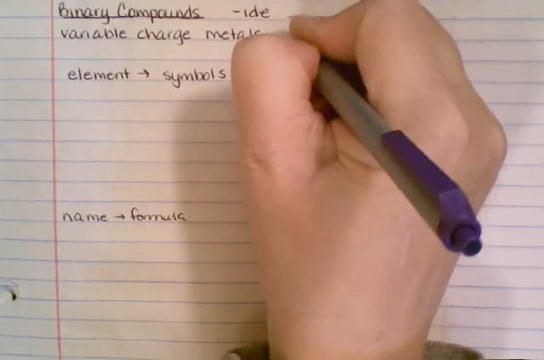 Binary Compounds -ide
variable charge metals
element → symbols
name → formula